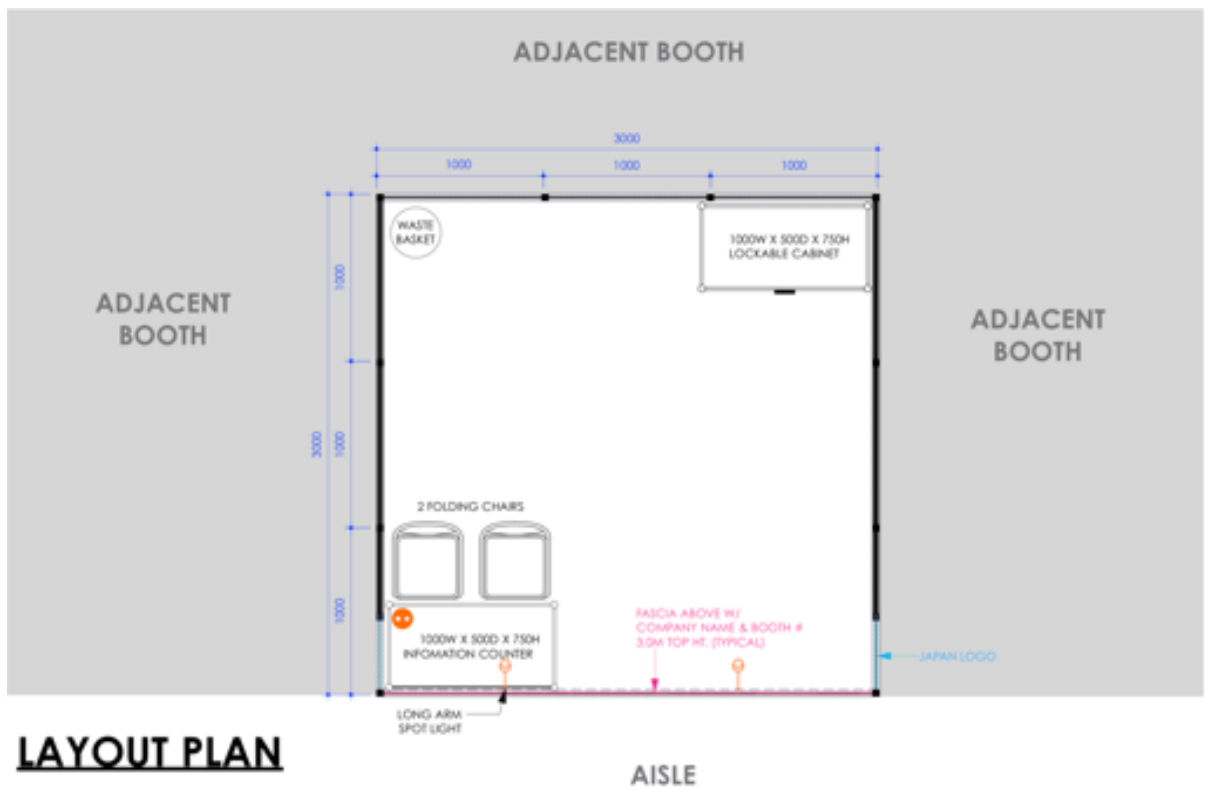 ADJACENT BOOTH
3000
1000
1000
1000
WASTE
BASKET
1000W X 500D X 750H
LOCKABLE CABINET
ADJACENT
BOOTH
1000
ADJACENT
BOOTH
3000
1000
2 FOLDING CHAIRS
1000
1000W X 500D X 750H
INFOMATION COUNTER
FASCIA ABOVE W/
COMPANY NAME & BOOTH #
3.0M TOP HT. (TYPICAL)
JAPAN LOGO
LONG ARM
SPOT LIGHT
LAYOUT PLAN
AISLE